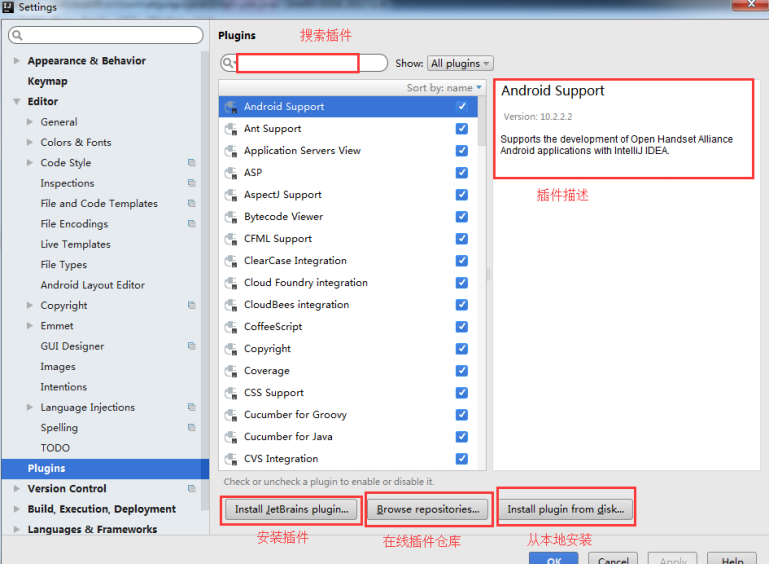 Settings
Plugins
搜索插件
Show: All plugins
Appearance & Behavior
Keymap
Editor
General
Colors & Fonts
Code Style
Inspections
File and Code Templates
File Encodings
Live Templates
File Types
Android Layout Editor
Copyright
Emmet
GUI Designer
Images
Intentions
Language Injections
Spelling
TODO
Plugins
Version Control
Build, Execution, Deployment
Languages & Frameworks
Sort by: name
Android Support
Ant Support
Application Servers View
ASP
AspectJ Support
Bytecode Viewer
CFML Support
ClearCase Integration
Cloud Foundry integration
CloudBees integration
CoffeeScript
Copyright
Coverage
CSS Support
Cucumber for Groovy
Cucumber for Java
CVS Integration
Android Support
Version: 10.2.2.2
Supports the development of Open Handset Alliance
Android applications with IntelliJ IDEA.
插件描述
Check or uncheck a plugin to enable or disable it.
Install JetBrains plugin... Browse repositories... Install plugin from disk...
安装插件 在线插件仓库 从本地安装
OK Cancel Apply Help